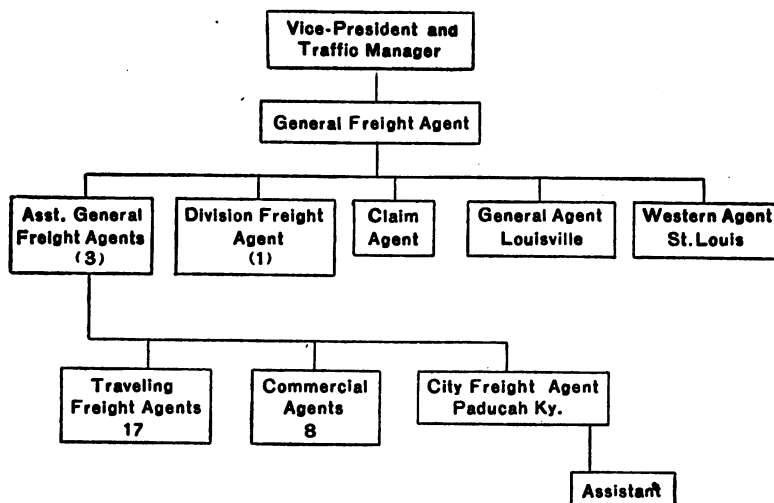 Vice-President and
Traffic Manager
General Freight Agent
Asst. General
Freight Agents
(3)
Division Freight
Agent
(1)
Claim
Agent
General Agent
Louisville
Western Agent
St. Louis
Traveling
Freight Agents
17
Commercial
Agents
8
City Freight Agent
Paducah Ky.
Assistant